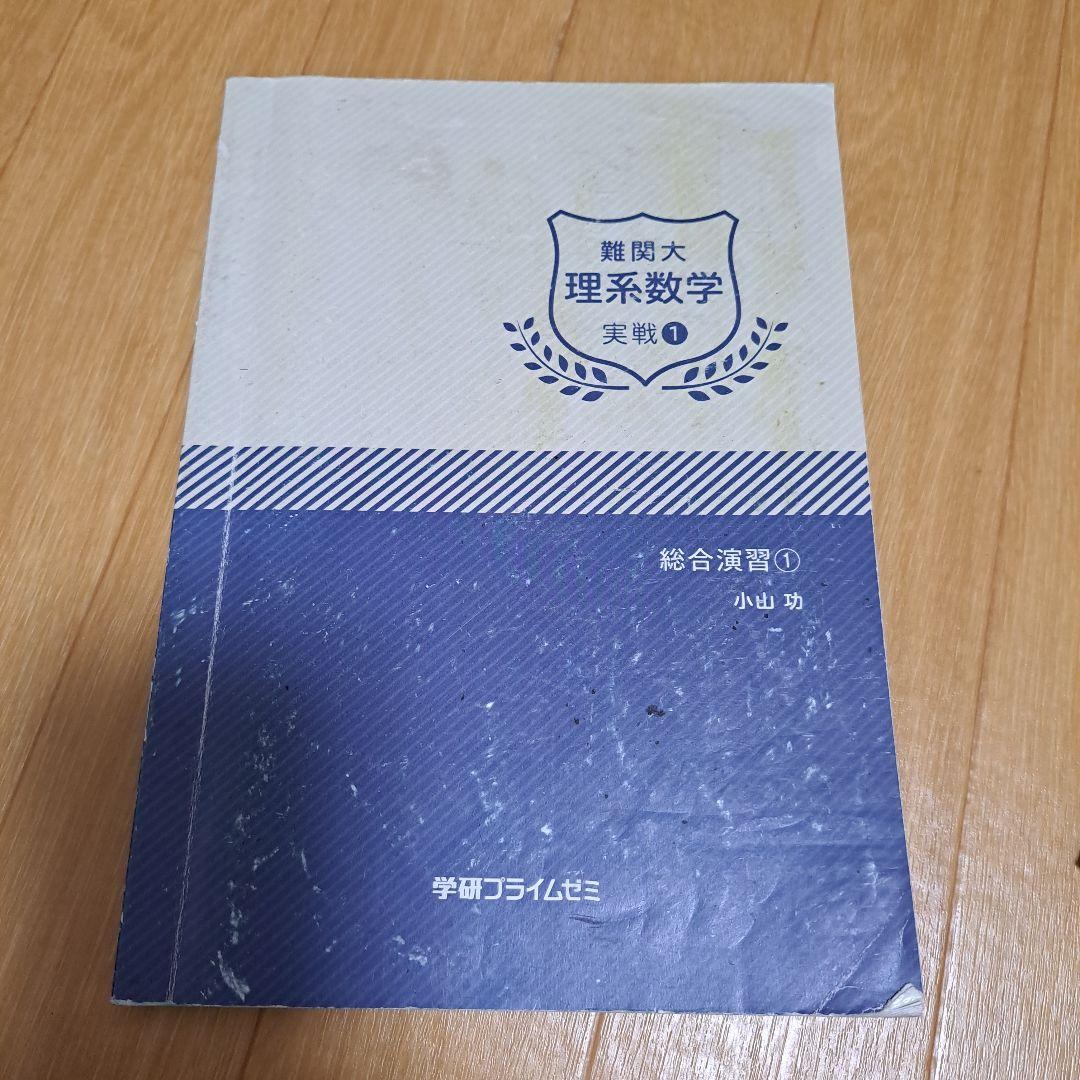 難関大
理系数学
実戦❶
総合演習①
小山 功
学研プライムゼミ